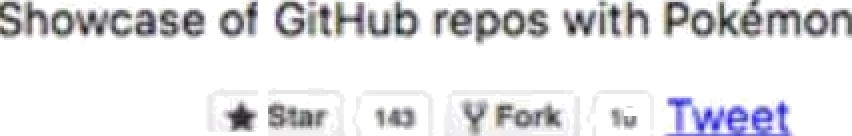 Showcase of GitHub repos with Pokémon
Star 143 Fork Tweet